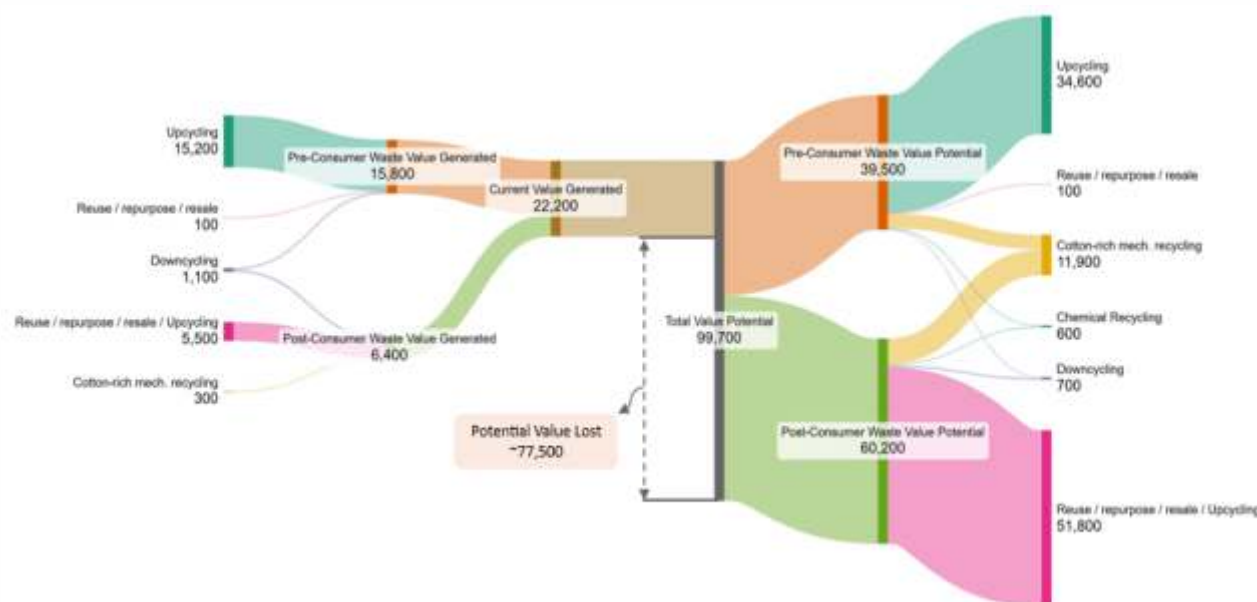 Upcycling
15,200
Reuse / repurpose / resale
100
Downcycling
1,100
Reuse / repurpose / resale / Upcycling
5,500
Cotton-rich mech. recycling
300
Pre-Consumer Waste Value Generated
15,800
Post-Consumer Waste Value Generated
6,400
Current Value Generated
22,200
Potential Value Lost
~77,500
Total Value Potential
99,700
Pre-Consumer Waste Value Potential
39,500
Post-Consumer Waste Value Potential
60,200
Upcycling
34,600
Reuse / repurpose / resale
100
Cotton-rich mech. recycling
11,900
Chemical Recycling
600
Downcycling
700
Reuse / repurpose / resale / Upcycling
51,800